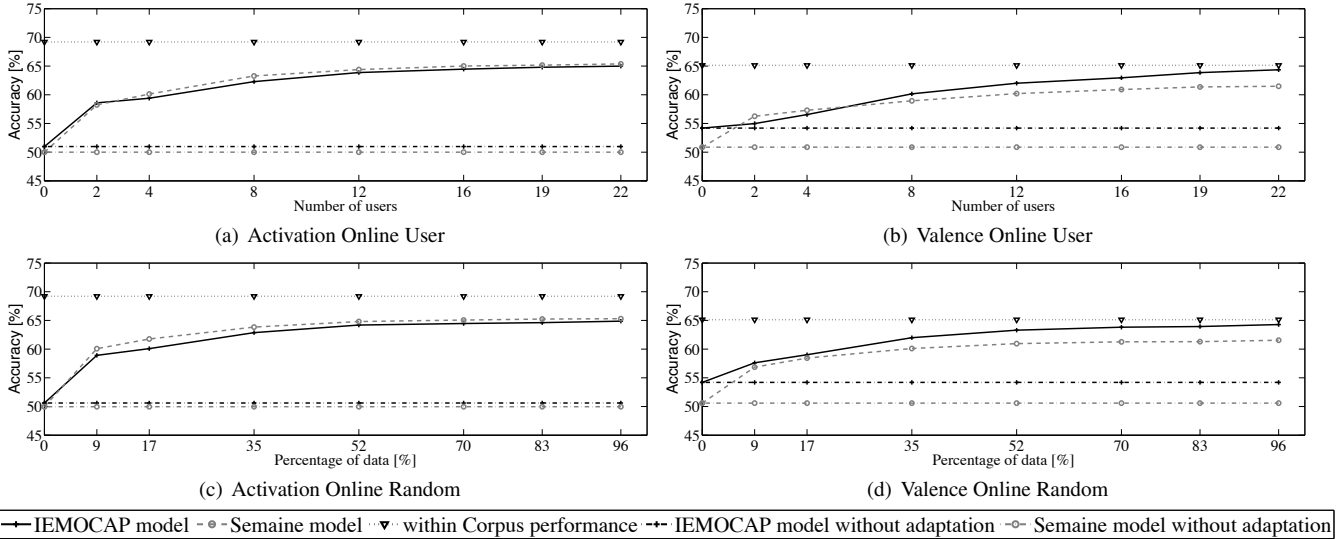 75
70
65
60
55
50
45
Accuracy [%]
0 2 4 8 12 16 19 22
Number of users
(a) Activation Online User
75
70
65
60
55
50
45
Accuracy [%]
0 2 4 8 12 16 19 22
Number of users
(b) Valence Online User
75
70
65
60
55
50
45
Accuracy [%]
0 9 17 35 52 70 83 96
Percentage of data [%]
(c) Activation Online Random
75
70
65
60
55
50
45
Accuracy [%]
0 9 17 35 52 70 83 96
Percentage of data [%]
(d) Valence Online Random
IEMOCAP model Semaine model within Corpus performance IEMOCAP model without adaptation Semaine model without adaptation